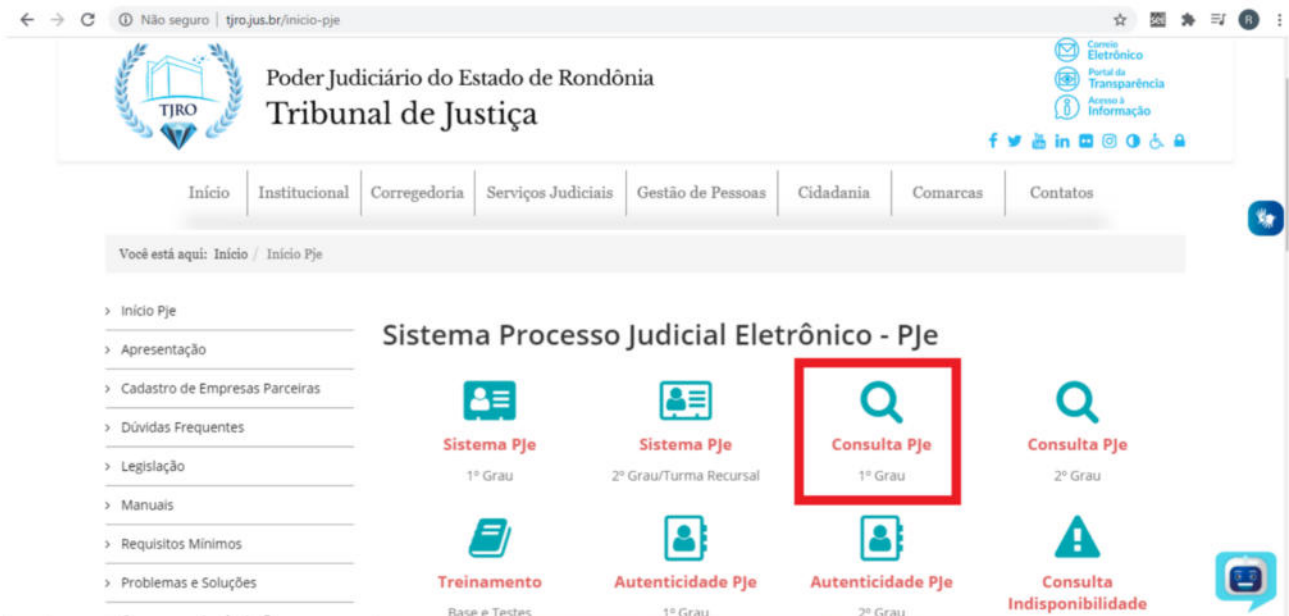 Não seguro | tjro.jus.br/inicio-pje
sei
R
Correio
Eletrônico
Portal da
Transparência
Acesso à
Informação
TJRO
Poder Judiciário do Estado de Rondônia
Tribunal de Justiça
Início
Institucional
Corregedoria
Serviços Judiciais
Gestão de Pessoas
Cidadania
Comarcas
Contatos
Você está aqui: Início / Início Pje
> Início Pje
> Apresentação
> Cadastro de Empresas Parceiras
> Dúvidas Frequentes
> Legislação
> Manuais
> Requisitos Mínimos
> Problemas e Soluções
Sistema Processo Judicial Eletrônico - PJe
Sistema PJe
1º Grau
Sistema PJe
2º Grau/Turma Recursal
Consulta PJe
1º Grau
Consulta PJe
2º Grau
Treinamento
Base e Testes
Autenticidade PJe
1º Grau
Autenticidade PJe
2º Grau
Consulta
Indisponibilidade